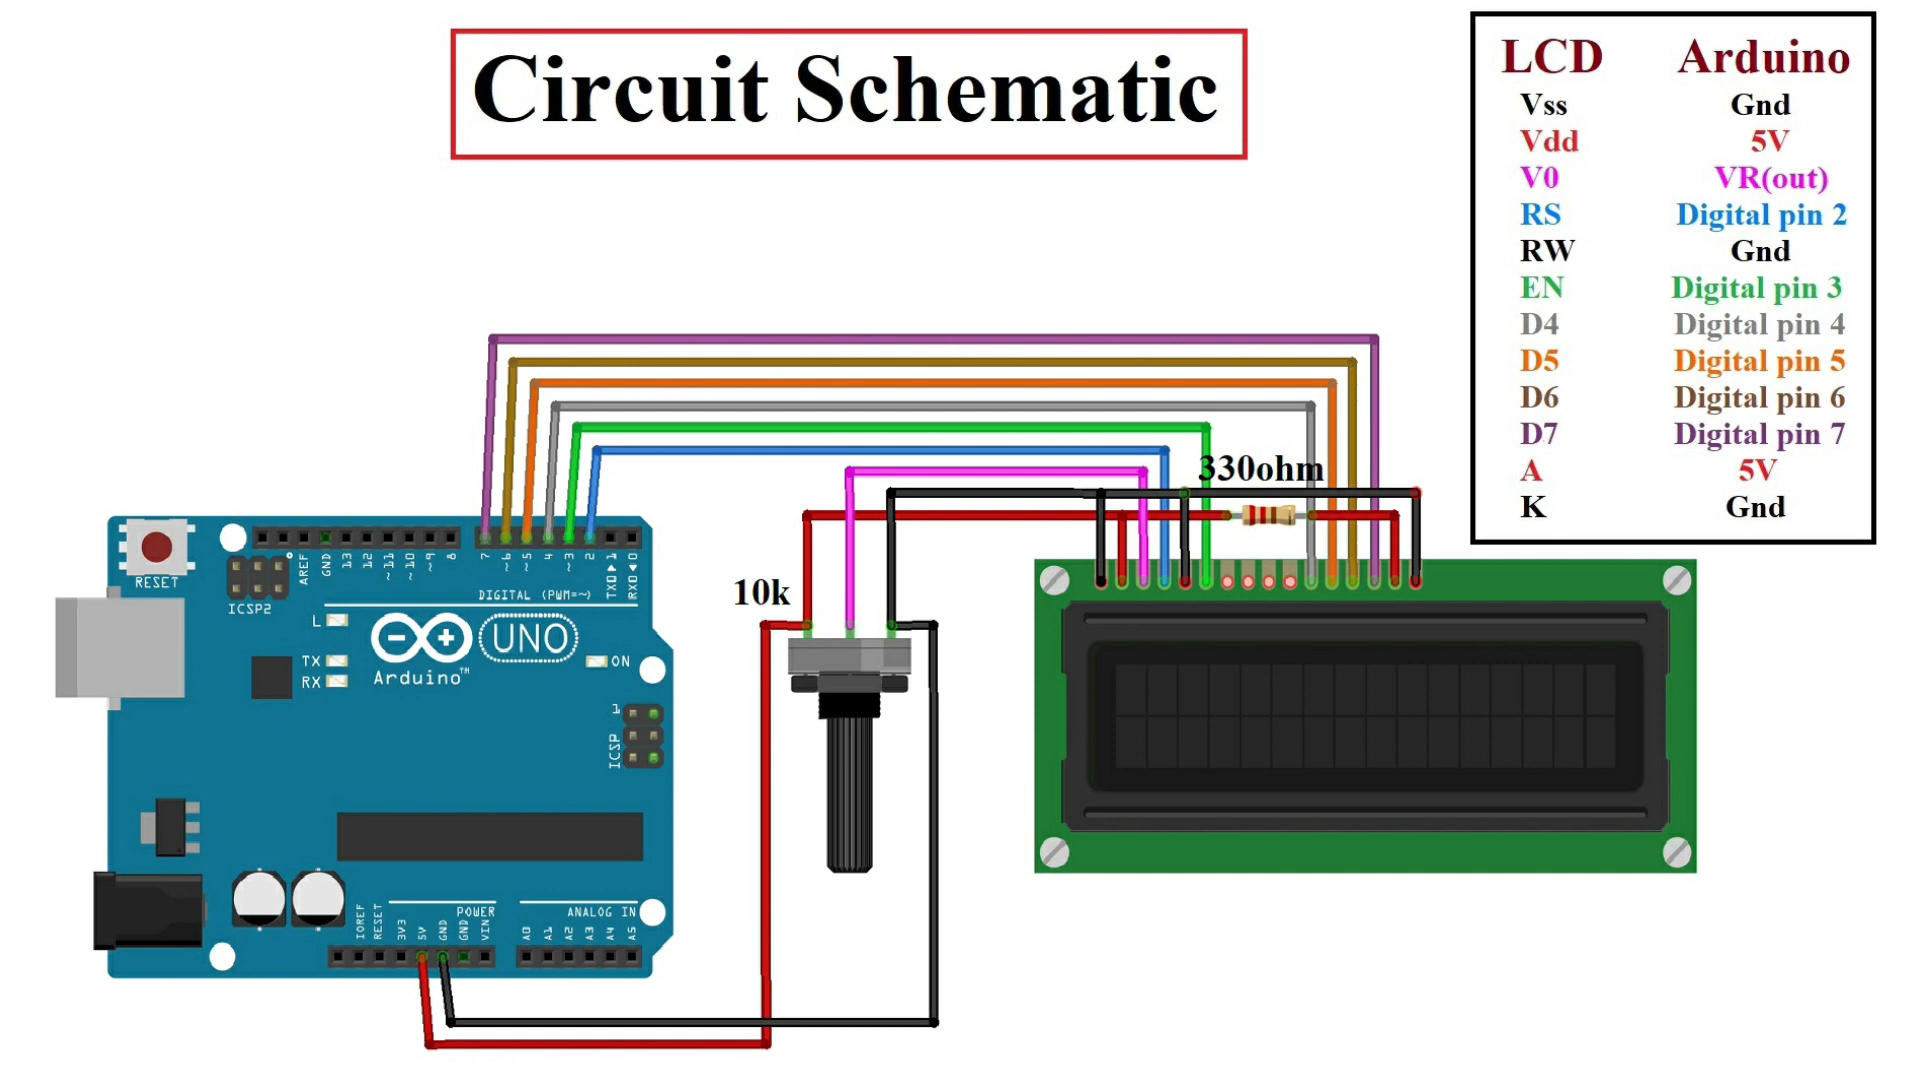 Circuit Schematic
LCD Arduino
Vss Gnd
Vdd 5V
V0 VR(out)
RS Digital pin 2
RW Gnd
EN Digital pin 3
D4 Digital pin 4
D5 Digital pin 5
D6 Digital pin 6
D7 Digital pin 7
A 5V
K Gnd
330ohm
10k
RESET
ICSP2
AREF
GND
13
12
~11
~10
~9
8
7
~6
~5
4
~3
2
TX0▶1
RX0◀0
DIGITAL (PWM=~)
L
TX
RX
UNO
Arduino™
ON
1
ICSP
POWER
ANALOG IN
IOREF
RESET
3V3
5V
GND
GND
VIN
A0
A1
A2
A3
A4
A5